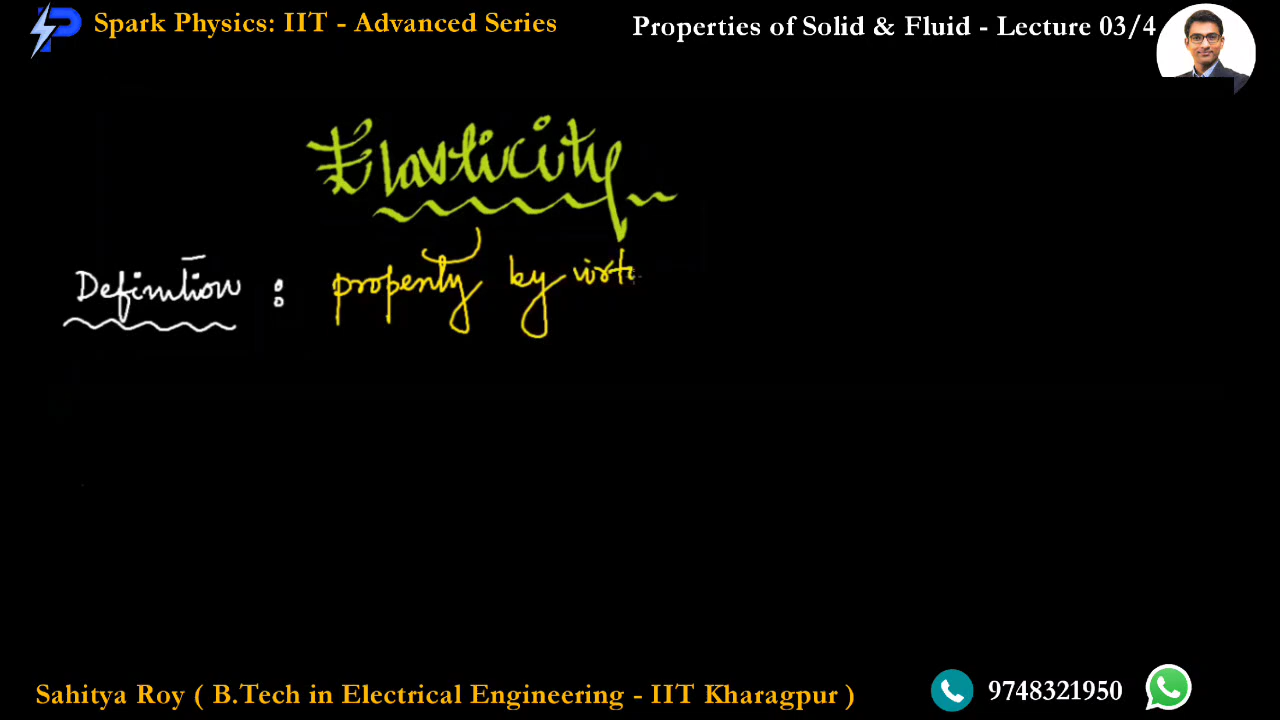 Spark Physics: IIT - Advanced Series
Properties of Solid & Fluid - Lecture 03/4
Elasticity
Definition : property by virtu
Sahitya Roy ( B.Tech in Electrical Engineering - IIT Kharagpur )
9748321950